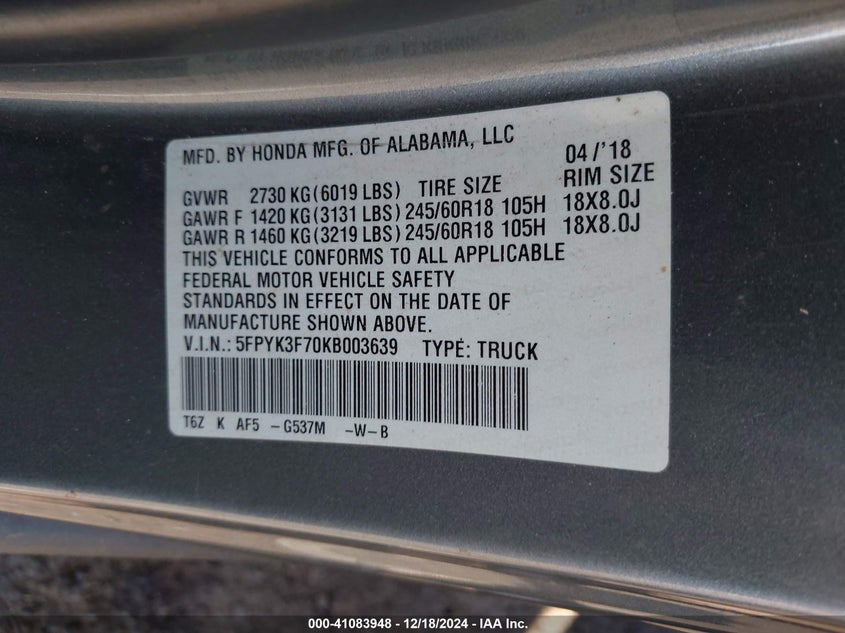 MFD. BY HONDA MFG. OF ALABAMA, LLC 04/'18
GVWR 2730 KG (6019 LBS) TIRE SIZE RIM SIZE
GAWR F 1420 KG (3131 LBS) 245/60R18 105H 18X8.0J
GAWR R 1460 KG (3219 LBS) 245/60R18 105H 18X8.0J
THIS VEHICLE CONFORMS TO ALL APPLICABLE
FEDERAL MOTOR VEHICLE SAFETY
STANDARDS IN EFFECT ON THE DATE OF
MANUFACTURE SHOWN ABOVE.
V.I.N.: 5FPYK3F70KB003639 TYPE: TRUCK
T6Z K AF5 -G537M -W-B
000-41083948 - 12/18/2024 - IAA Inc.